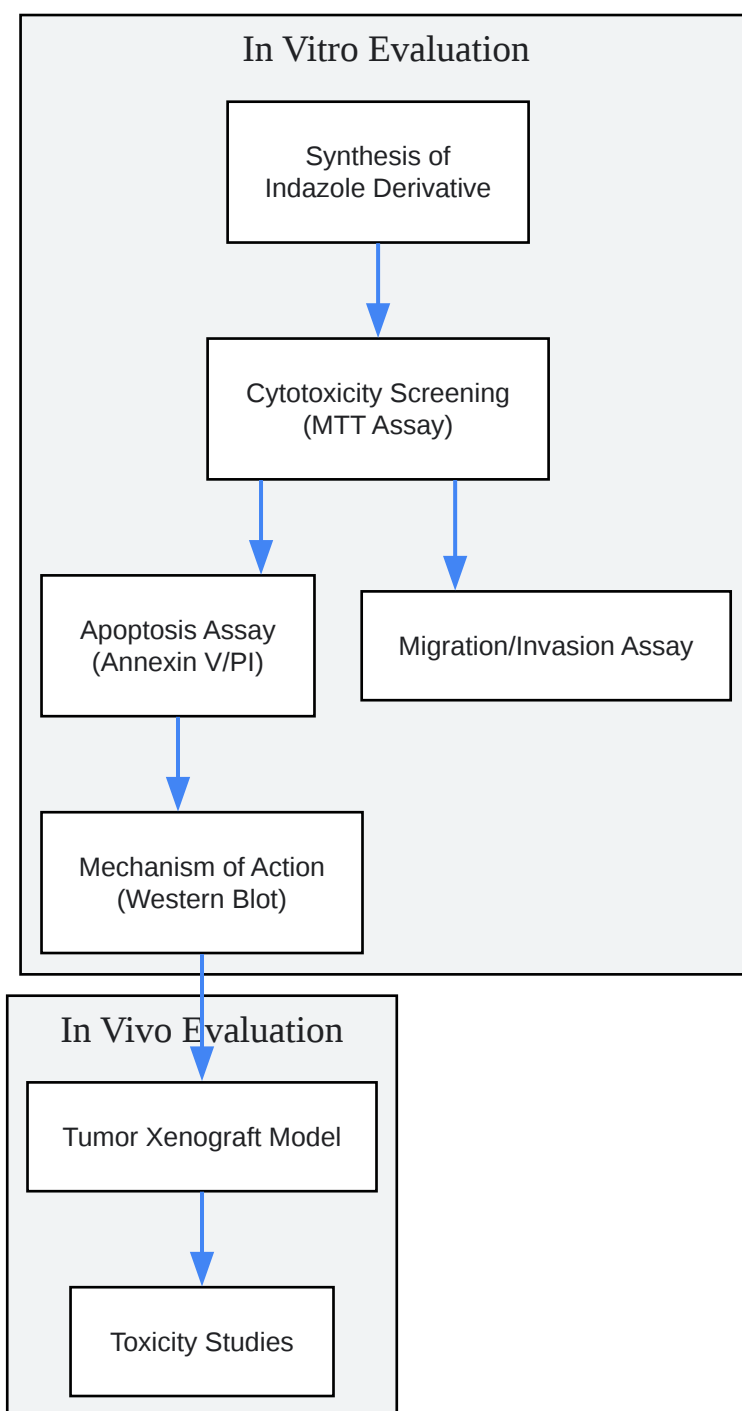 In Vitro Evaluation
Synthesis of
Indazole Derivative
Cytotoxicity Screening
(MTT Assay)
Apoptosis Assay
(Annexin V/PI)
Migration/Invasion Assay
Mechanism of Action
(Western Blot)
In Vivo Evaluation
Tumor Xenograft Model
Toxicity Studies